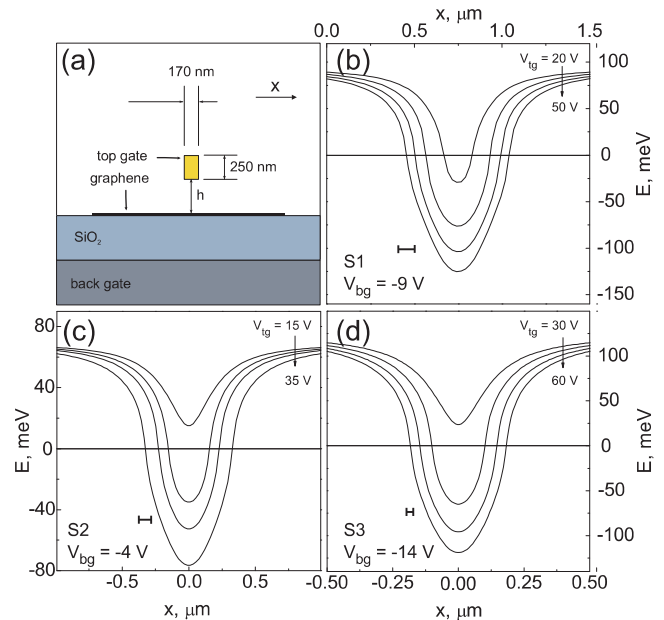 x, μm
0.0 0.5 1.0 1.5
(a)
170 nm
x
top gate
graphene
250 nm
h
SiO2
back gate
(b)
Vtg = 20 V
50 V
100
50
0
-50
-100
-150
E, meV
S1
Vbg = -9 V
(c)
Vtg = 15 V
35 V
80
40
0
-40
-80
E, meV
S2
Vbg = -4 V
-0.5 0.0 0.5
x, μm
(d)
Vtg = 30 V
60 V
100
50
0
-50
-100
E, meV
S3
Vbg = -14 V
-0.50 -0.25 0.00 0.25 0.50
x, μm